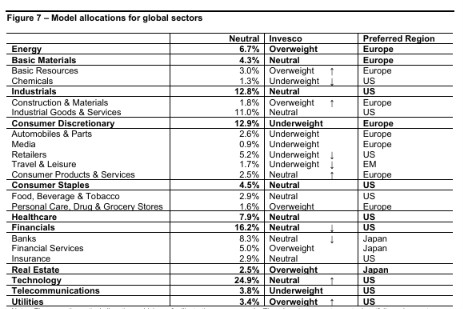 Figure 7 – Model allocations for global sectors
Neutral Invesco Preferred Region
Energy 6.7% Overweight Europe
Basic Materials 4.3% Neutral Europe
Basic Resources 3.0% Overweight ↑ Europe
Chemicals 1.3% Underweight ↓ US
Industrials 12.8% Neutral US
Construction & Materials 1.8% Overweight ↑ Europe
Industrial Goods & Services 11.0% Neutral US
Consumer Discretionary 12.9% Underweight Europe
Automobiles & Parts 2.6% Underweight Europe
Media 0.9% Underweight Europe
Retailers 5.2% Underweight ↓ US
Travel & Leisure 1.7% Underweight ↓ EM
Consumer Products & Services 2.5% Neutral ↑ Europe
Consumer Staples 4.5% Neutral US
Food, Beverage & Tobacco 2.9% Neutral US
Personal Care, Drug & Grocery Stores 1.6% Overweight Europe
Healthcare 7.9% Neutral US
Financials 16.2% Neutral ↓ US
Banks 8.3% Neutral ↓ Japan
Financial Services 5.0% Overweight Japan
Insurance 2.9% Neutral US
Real Estate 2.5% Overweight Japan
Technology 24.9% Neutral ↑ US
Telecommunications 3.8% Underweight US
Utilities 3.4% Overweight ↑ US